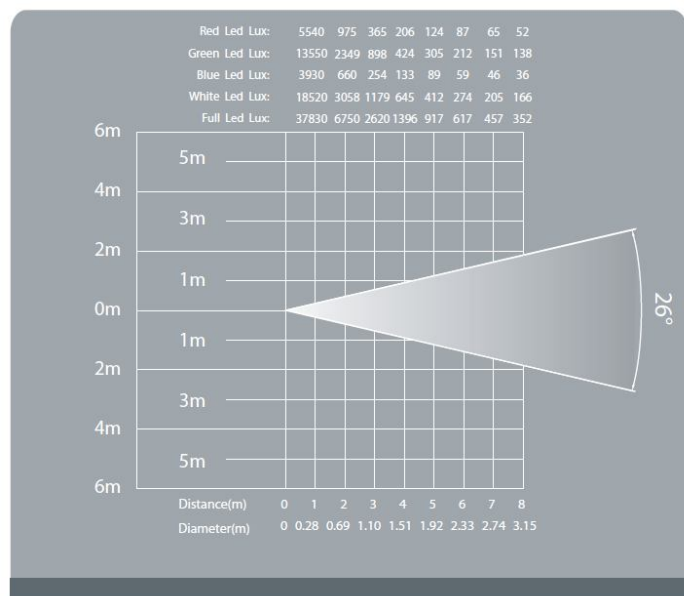 Red Led Lux: 5540 975 365 206 124 87 65 52
Green Led Lux: 13550 2349 898 424 305 212 151 138
Blue Led Lux: 3930 660 254 133 89 59 46 36
White Led Lux: 18520 3058 1179 645 412 274 205 166
Full Led Lux: 37830 6750 2620 1396 917 617 457 352
6m
5m
4m
3m
2m
1m
0m
26°
1m
2m
3m
4m
5m
6m
Distance(m) 0 1 2 3 4 5 6 7 8
Diameter(m) 0 0.28 0.69 1.10 1.51 1.92 2.33 2.74 3.15